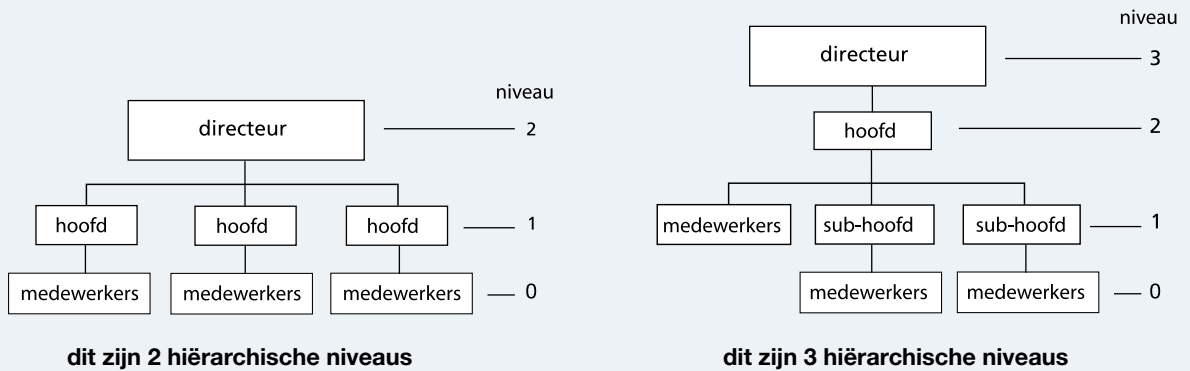 niveau
directeur
2
hoofd
hoofd
hoofd
1
medewerkers
medewerkers
medewerkers
0
dit zijn 2 hiërarchische niveaus
niveau
directeur
3
hoofd
2
medewerkers
sub-hoofd
sub-hoofd
1
medewerkers
medewerkers
0
dit zijn 3 hiërarchische niveaus